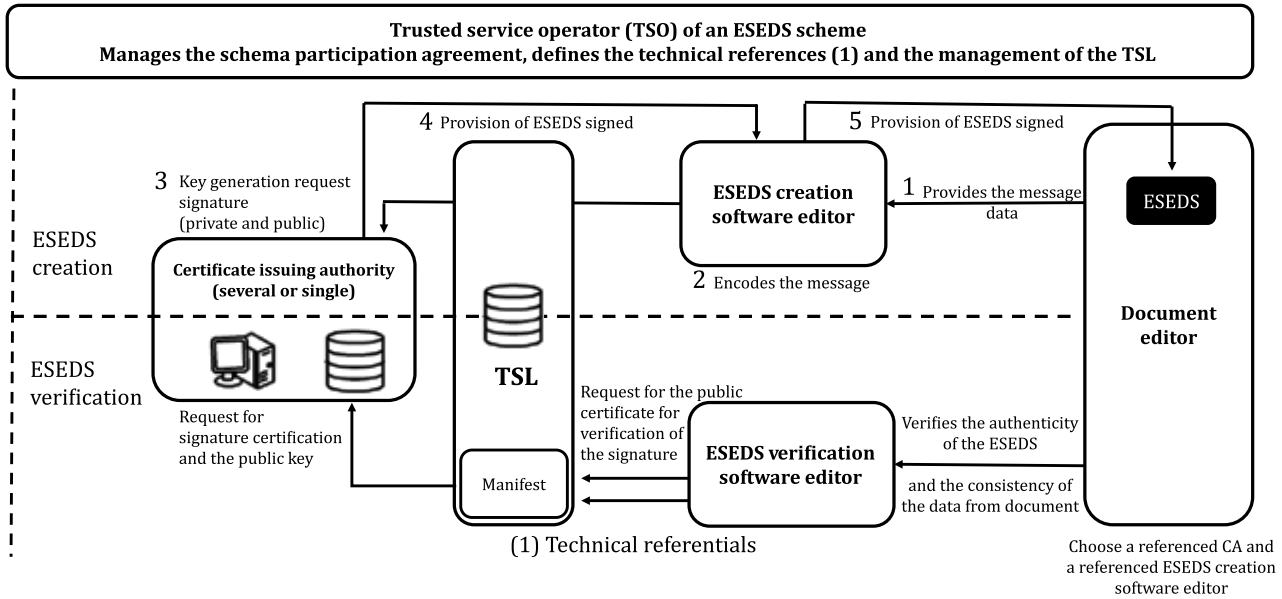 Trusted service operator (TSO) of an ESEDS scheme
Manages the schema participation agreement, defines the technical references (1) and the management of the TSL
4 Provision of ESEDS signed
5 Provision of ESEDS signed
3 Key generation request
signature
(private and public)
ESEDS creation
software editor
1 Provides the message
data
ESEDS
ESEDS
creation
Certificate issuing authority
(several or single)
2 Encodes the message
Document
editor
TSL
ESEDS
verification
Request for
signature certification
and the public key
Request for the public
certificate for
verification of
the signature
ESEDS verification
software editor
Verifies the authenticity
of the ESEDS
and the consistency of
the data from document
Manifest
(1) Technical referentials
Choose a referenced CA and
a referenced ESEDS creation
software editor